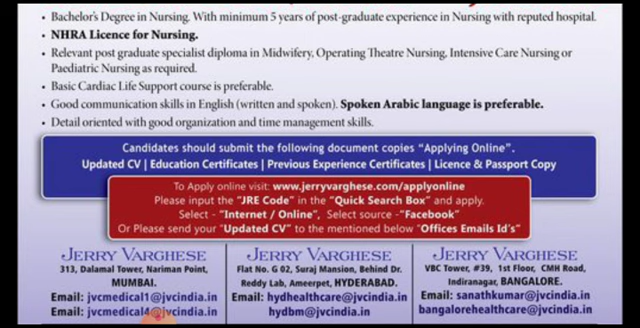 • Bachelor's Degree in Nursing. With minimum 5 years of post-graduate experience in Nursing with reputed hospital.
• NHRA Licence for Nursing.
• Relevant post graduate specialist diploma in Midwifery, Operating Theatre Nursing, Intensive Care Nursing or
Paediatric Nursing as required.
• Basic Cardiac Life Support course is preferable.
• Good communication skills in English (written and spoken). Spoken Arabic language is preferable.
• Detail oriented with good organization and time management skills.
Candidates should submit the following document copies "Applying Online".
Updated CV | Education Certificates | Previous Experience Certificates | Licence & Passport Copy
To Apply online visit: www.jerryvarghese.com/applyonline
Please input the "JRE Code" in the "Quick Search Box" and apply.
Select - "Internet / Online", Select source -"Facebook"
Or Please send your "Updated CV" to the mentioned below "Offices Emails Id's"
JERRY VARGHESE
313, Dalamal Tower, Nariman Point,
MUMBAI.
Email: jvcmedical1@jvcindia.in
jvcmedical4@jvcindia.in
JERRY VARGHESE
Flat No. G 02, Suraj Mansion, Behind Dr.
Reddy Lab, Ameerpet, HYDERABAD.
Email: hydhealthcare@jvcindia.in
hydbm@jvcindia.in
JERRY VARGHESE
VBC Tower, #39, 1st Floor, CMH Road,
Indiranagar, BANGALORE.
Email: sanathkumar@jvcindia.in
bangalorehealthcare@jvcindia.in